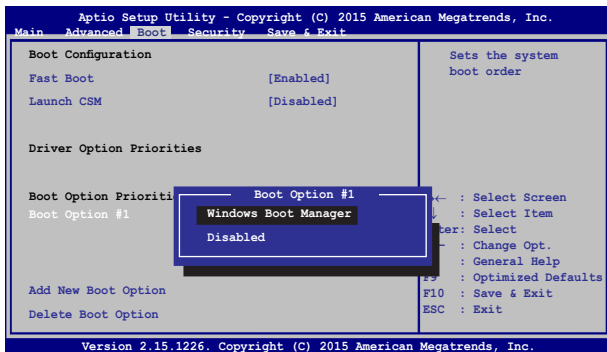 Aptio Setup Utility - Copyright (C) 2015 American Megatrends, Inc.
Main Advanced Boot Security Save & Exit
Boot Configuration
Fast Boot [Enabled]
Launch CSM [Disabled]
Driver Option Priorities
Boot Option Prioriti
Boot Option #1
Boot Option #1
Windows Boot Manager
Disabled
Add New Boot Option
Delete Boot Option
Sets the system
boot order
← : Select Screen
↓ : Select Item
ter: Select
- : Change Opt.
: General Help
F9 : Optimized Defaults
F10 : Save & Exit
ESC : Exit
Version 2.15.1226. Copyright (C) 2015 American Megatrends, Inc.